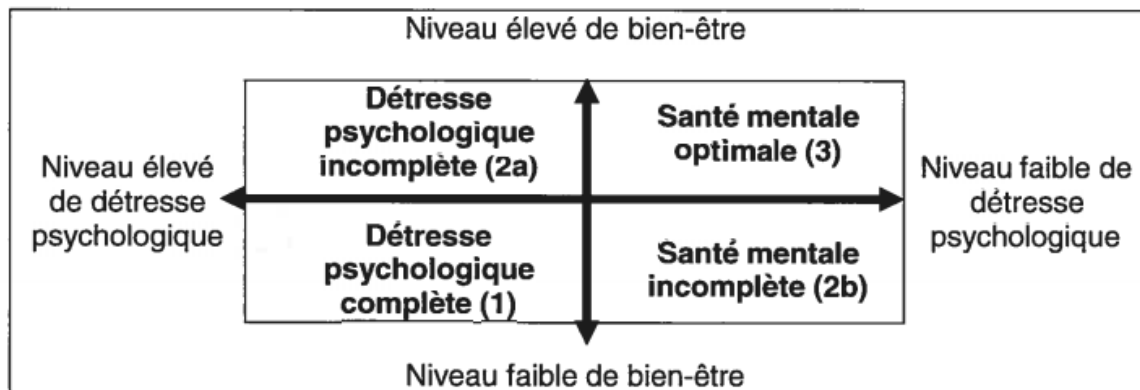 Niveau élevé de bien-être
Détresse
psychologique
incomplète (2a)
Santé mentale
optimale (3)
Niveau élevé
de détresse
psychologique
Niveau faible de
détresse
psychologique
Détresse
psychologique
complète (1)
Santé mentale
incomplète (2b)
Niveau faible de bien-être